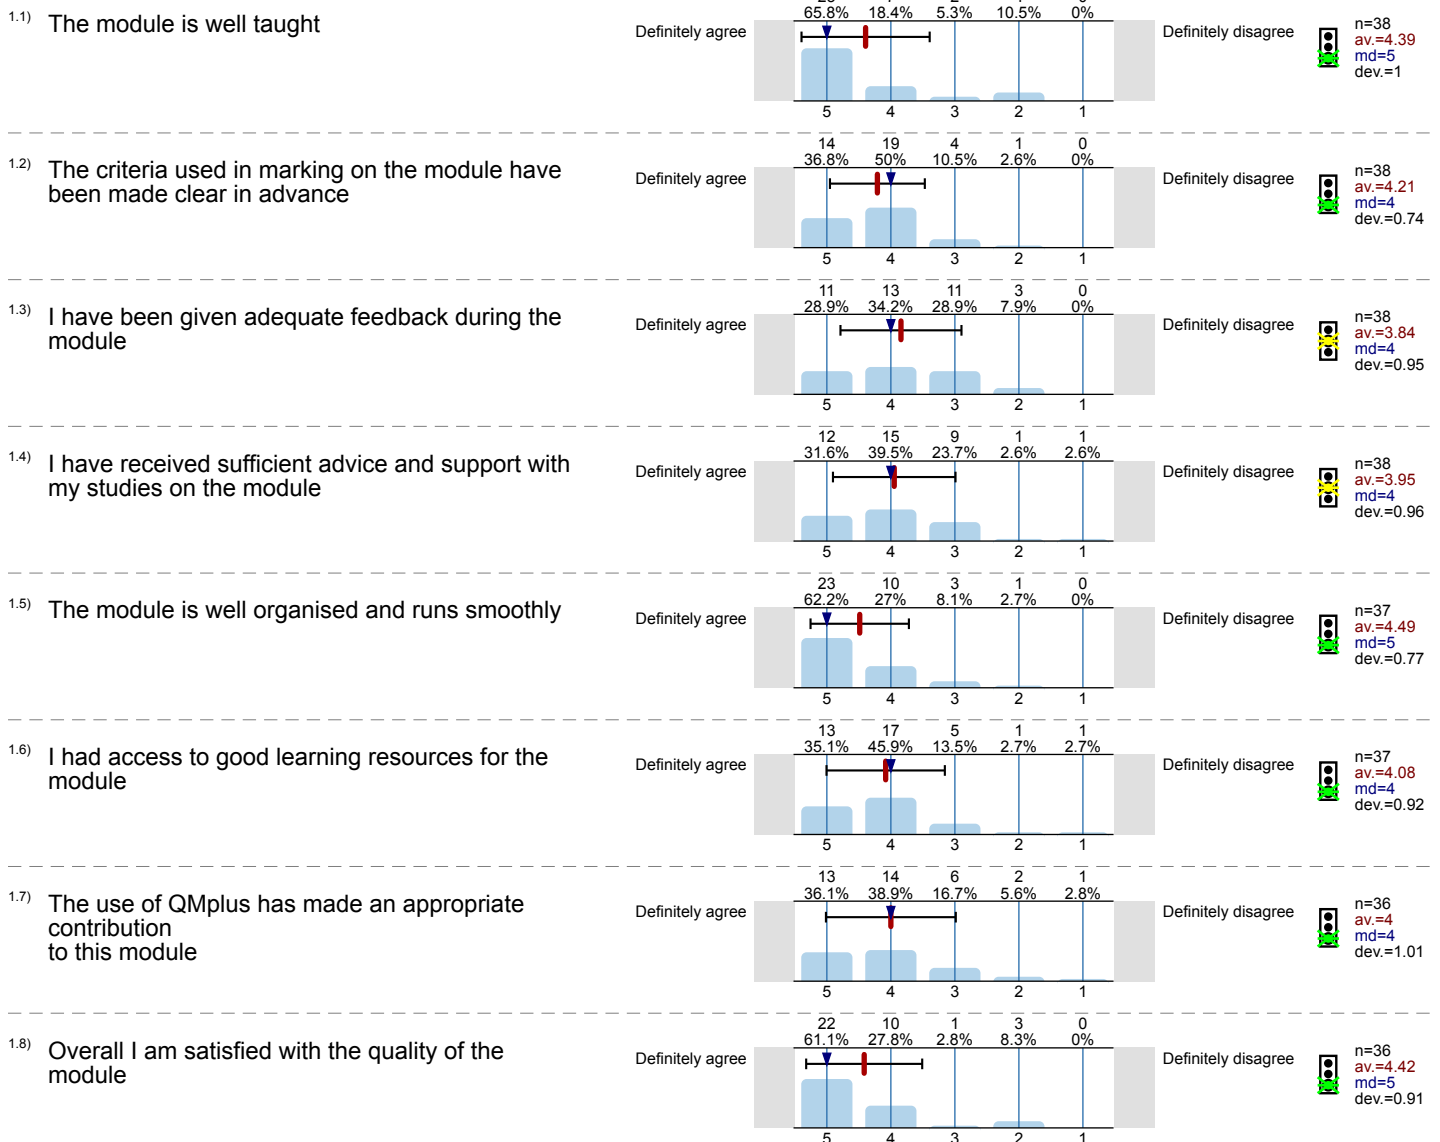 1.1) The module is well taught
Definitely agree
65.8% 18.4% 5.3% 10.5% 0%
5 4 3 2 1
Definitely disagree
n=38
av.=4.39
md=5
dev.=1
1.2) The criteria used in marking on the module have
been made clear in advance
Definitely agree
14 19 4 1 0
36.8% 50% 10.5% 2.6% 0%
5 4 3 2 1
Definitely disagree
n=38
av.=4.21
md=4
dev.=0.74
1.3) I have been given adequate feedback during the
module
Definitely agree
11 13 11 3 0
28.9% 34.2% 28.9% 7.9% 0%
5 4 3 2 1
Definitely disagree
n=38
av.=3.84
md=4
dev.=0.95
1.4) I have received sufficient advice and support with
my studies on the module
Definitely agree
12 15 9 1 1
31.6% 39.5% 23.7% 2.6% 2.6%
5 4 3 2 1
Definitely disagree
n=38
av.=3.95
md=4
dev.=0.96
1.5) The module is well organised and runs smoothly
Definitely agree
23 10 3 1 0
62.2% 27% 8.1% 2.7% 0%
5 4 3 2 1
Definitely disagree
n=37
av.=4.49
md=5
dev.=0.77
1.6) I had access to good learning resources for the
module
Definitely agree
13 17 5 1 1
35.1% 45.9% 13.5% 2.7% 2.7%
5 4 3 2 1
Definitely disagree
n=37
av.=4.08
md=4
dev.=0.92
1.7) The use of QMplus has made an appropriate
contribution
to this module
Definitely agree
13 14 6 2 1
36.1% 38.9% 16.7% 5.6% 2.8%
5 4 3 2 1
Definitely disagree
n=36
av.=4
md=4
dev.=1.01
1.8) Overall I am satisfied with the quality of the
module
Definitely agree
22 10 1 3 0
61.1% 27.8% 2.8% 8.3% 0%
5 4 3 2 1
Definitely disagree
n=36
av.=4.42
md=5
dev.=0.91